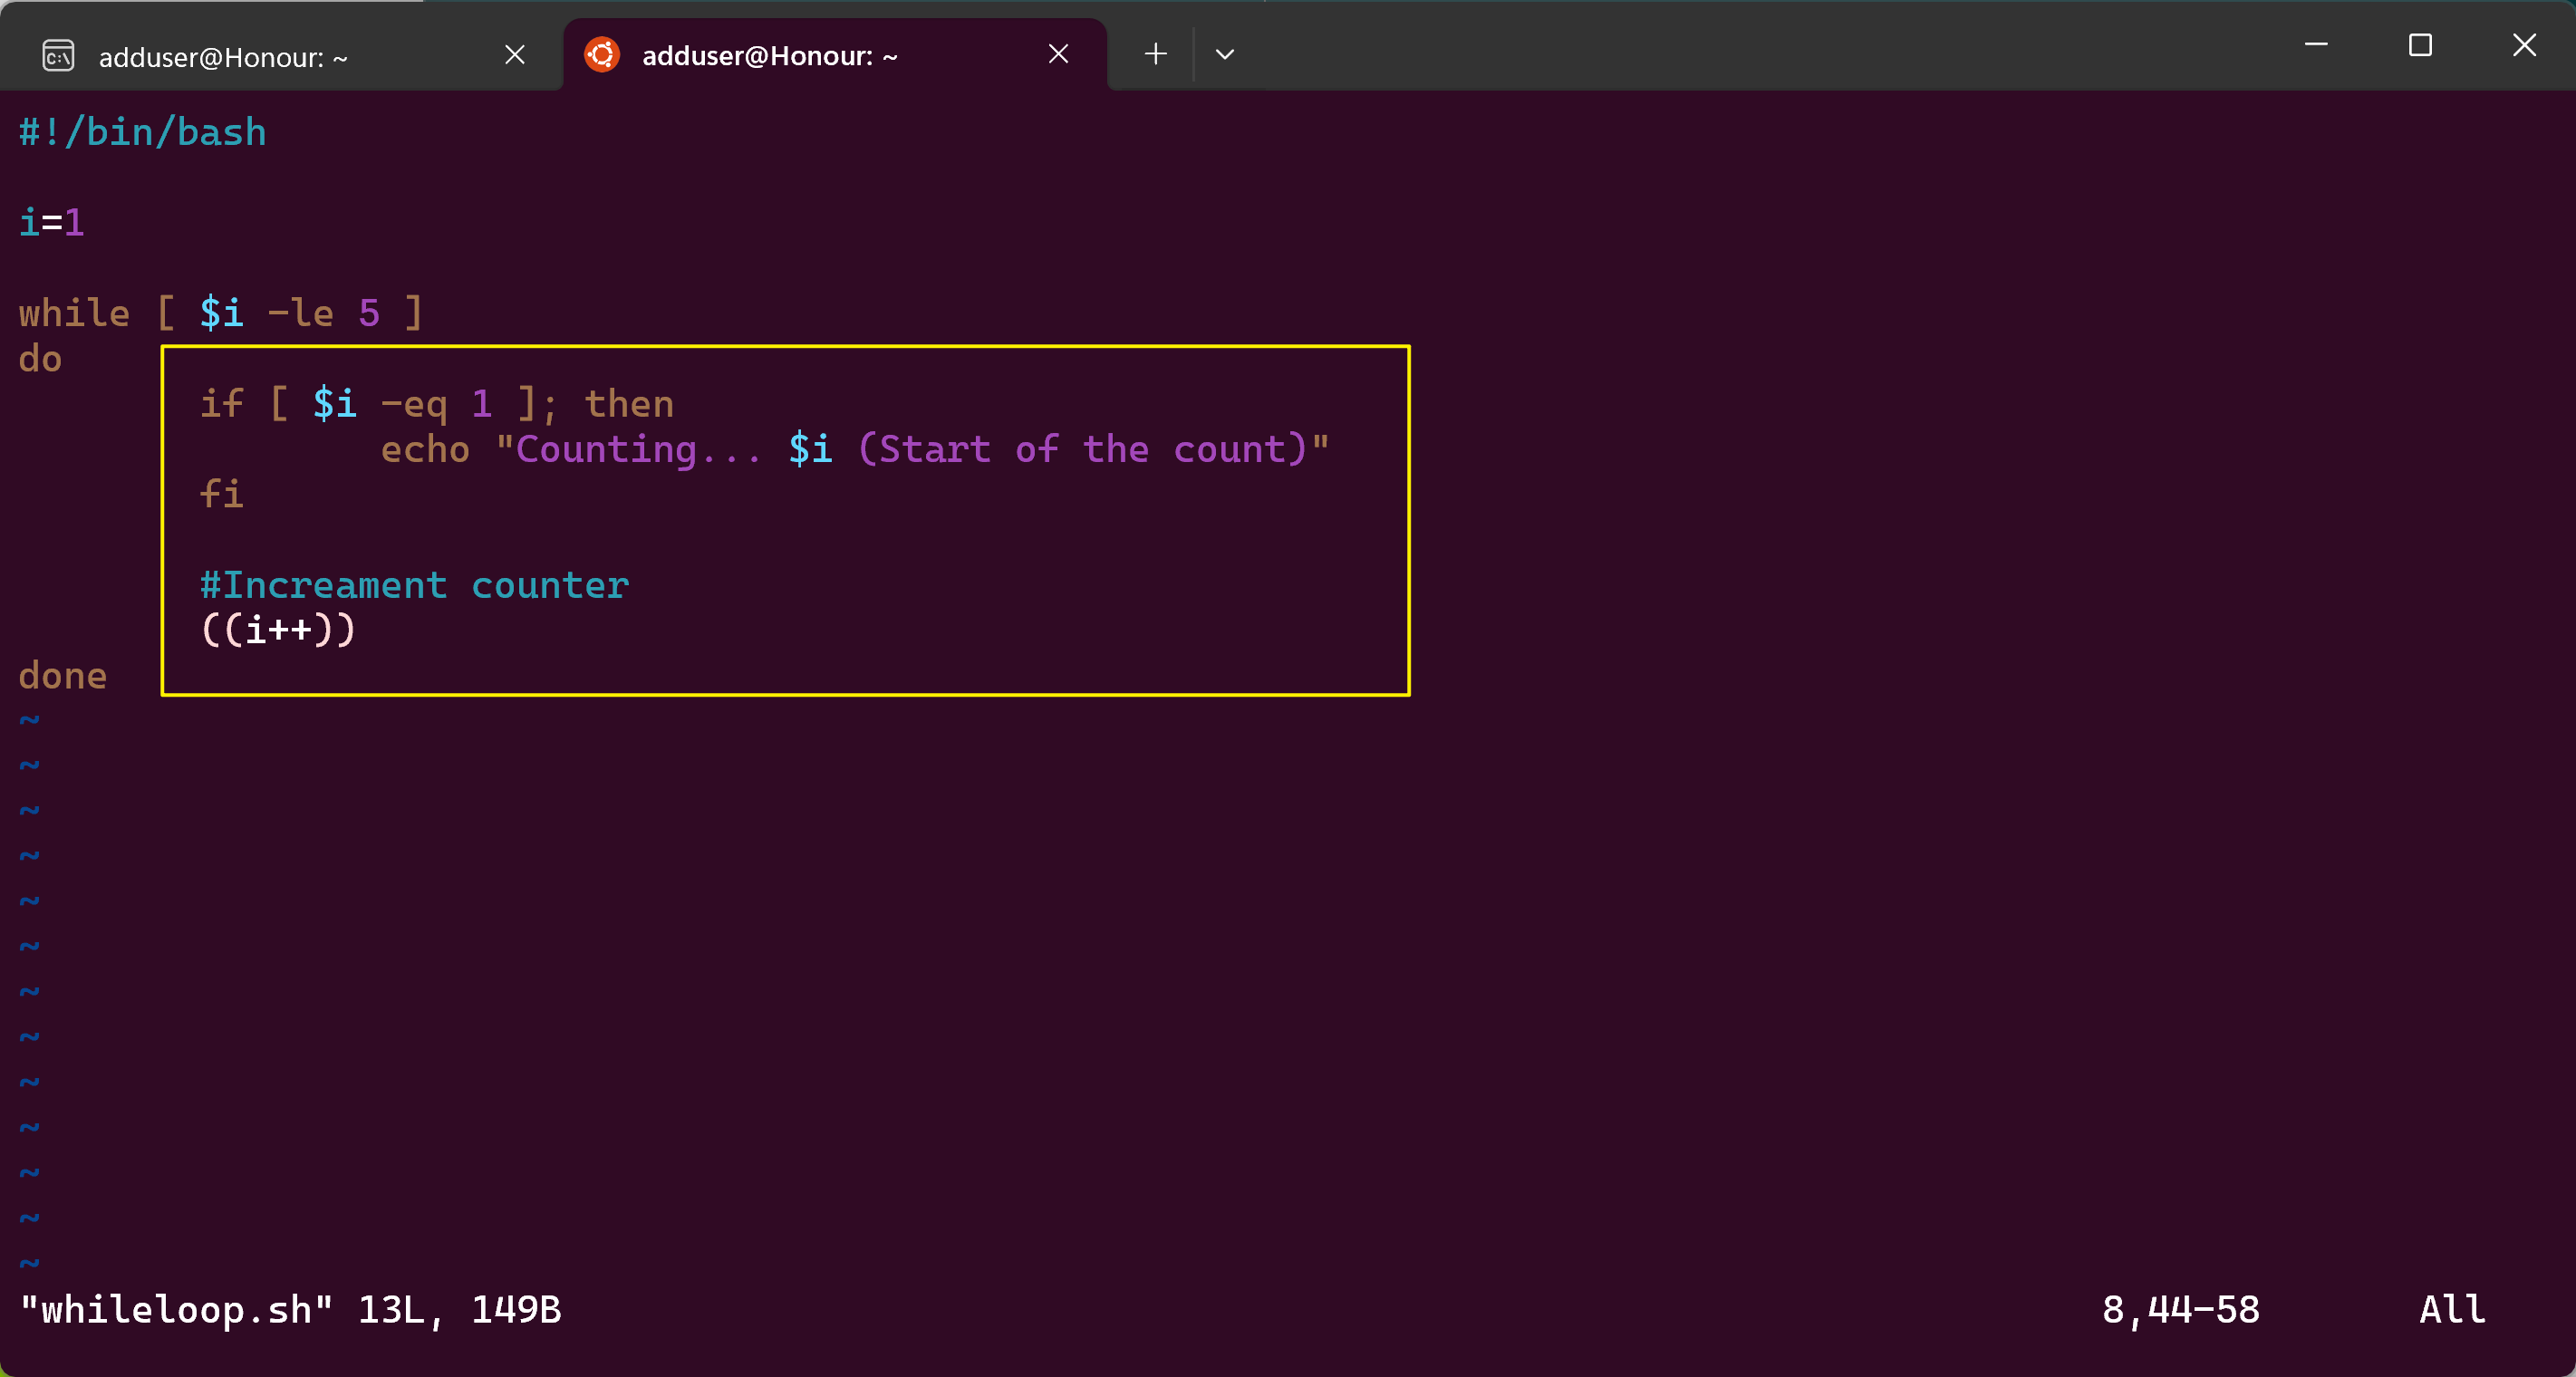 adduser@Honour: ~
adduser@Honour: ~
#!/bin/bash
i=1
while [ $i -le 5 ]
do
if [ $i -eq 1 ]; then
echo "Counting... $i (Start of the count)"
fi
#Increament counter
((i++))
done
~
~
~
~
~
~
~
~
~
~
~
~
~
"whileloop.sh" 13L, 149B 8,44-58 All